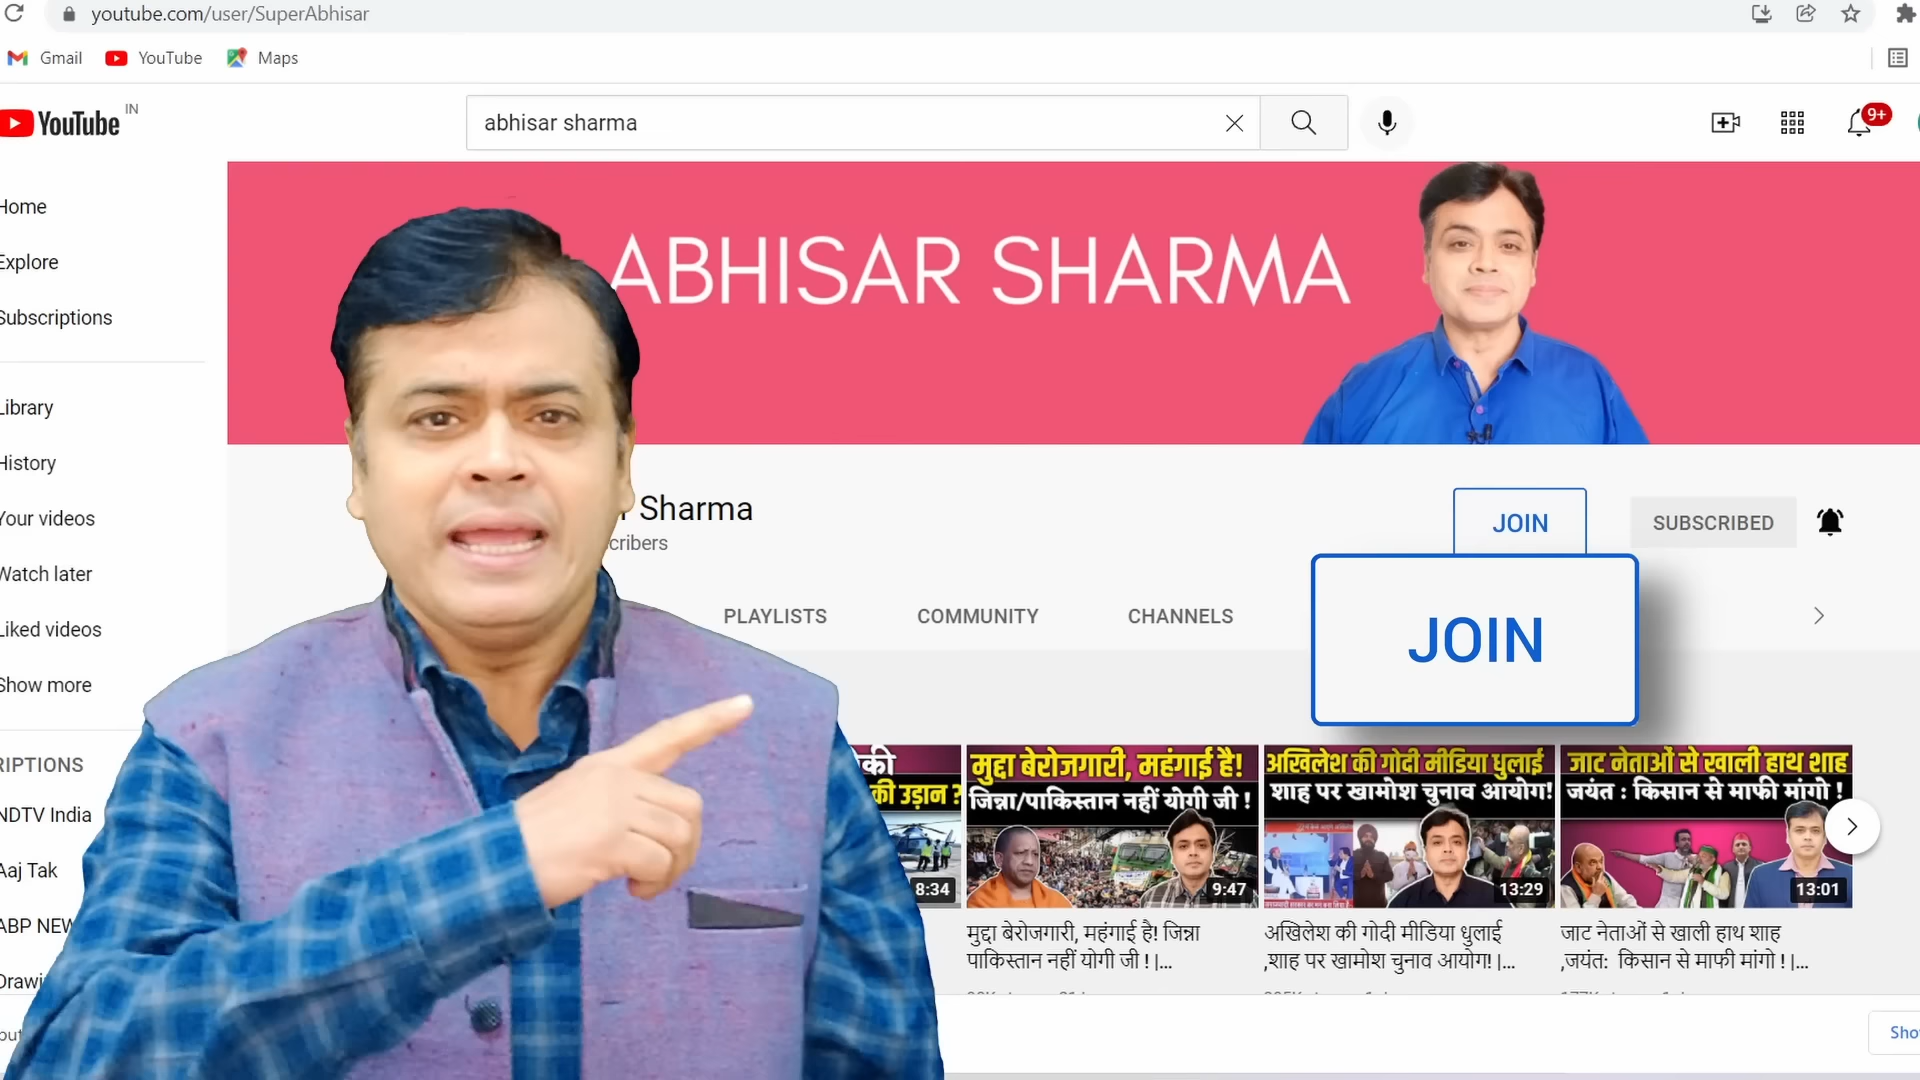 youtube.com/user/SuperAbhisar
Gmail YouTube Maps
YouTube IN
abhisar sharma
9+
Home
Explore
Subscriptions
Library
History
Your videos
Watch later
Liked videos
Show more
RIPTIONS
NDTV India
Aaj Tak
ABP NEW
Drawi
ABHISAR SHARMA
r Sharma
cribers
JOIN
SUBSCRIBED
PLAYLISTS COMMUNITY CHANNELS
JOIN
की
की उड़ान ?
8:34
मुद्दा बेरोजगारी, महंगाई है!
जिन्ना/पाकिस्तान नहीं योगी जी !
9:47
मुद्दा बेरोजगारी, महंगाई है! जिन्ना
पाकिस्तान नहीं योगी जी ! |...
अखिलेश की गोदी मीडिया धुलाई
शाह पर खामोश चुनाव आयोग!
13:29
अखिलेश की गोदी मीडिया धुलाई
,शाह पर खामोश चुनाव आयोग! |...
जाट नेताओं से खाली हाथ शाह
जयंत : किसान से माफी मांगो !
13:01
जाट नेताओं से खाली हाथ शाह
,जयंत: किसान से माफी मांगो ! |...
Sho